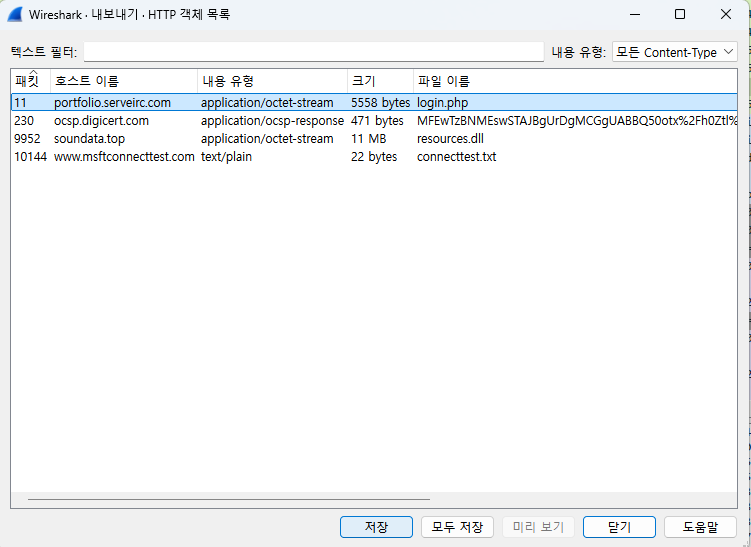 Wireshark · 내보내기 · HTTP 객체 목록
텍스트 필터: 내용 유형: 모든 Content-Type
패킷 호스트 이름 내용 유형 크기 파일 이름
11 portfolio.serveirc.com application/octet-stream 5558 bytes login.php
230 ocsp.digicert.com application/ocsp-response 471 bytes MFEwTzBNMEswSTAJBgUrDgMCGgUABBQ50otx%2Fh0Ztl%
9952 soundata.top application/octet-stream 11 MB resources.dll
10144 www.msftconnecttest.com text/plain 22 bytes connecttest.txt
저장 모두 저장 미리 보기 닫기 도움말